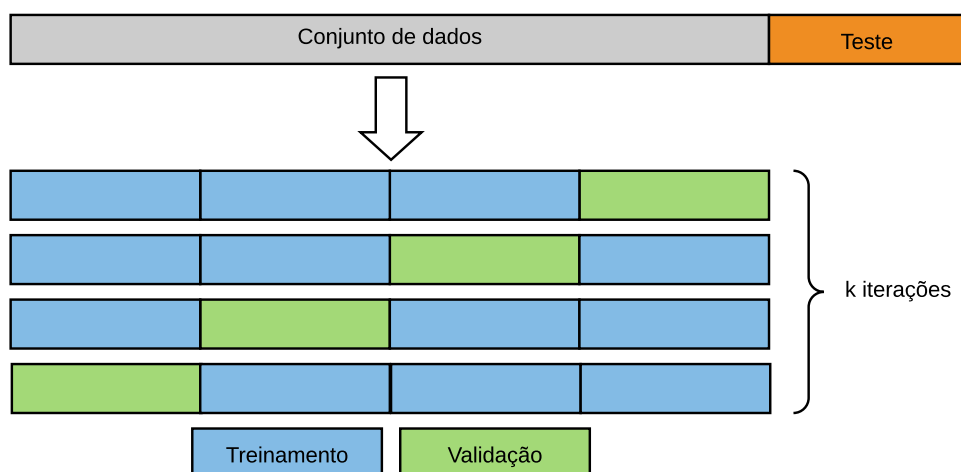 Conjunto de dados
Teste
k iterações
Treinamento
Validação